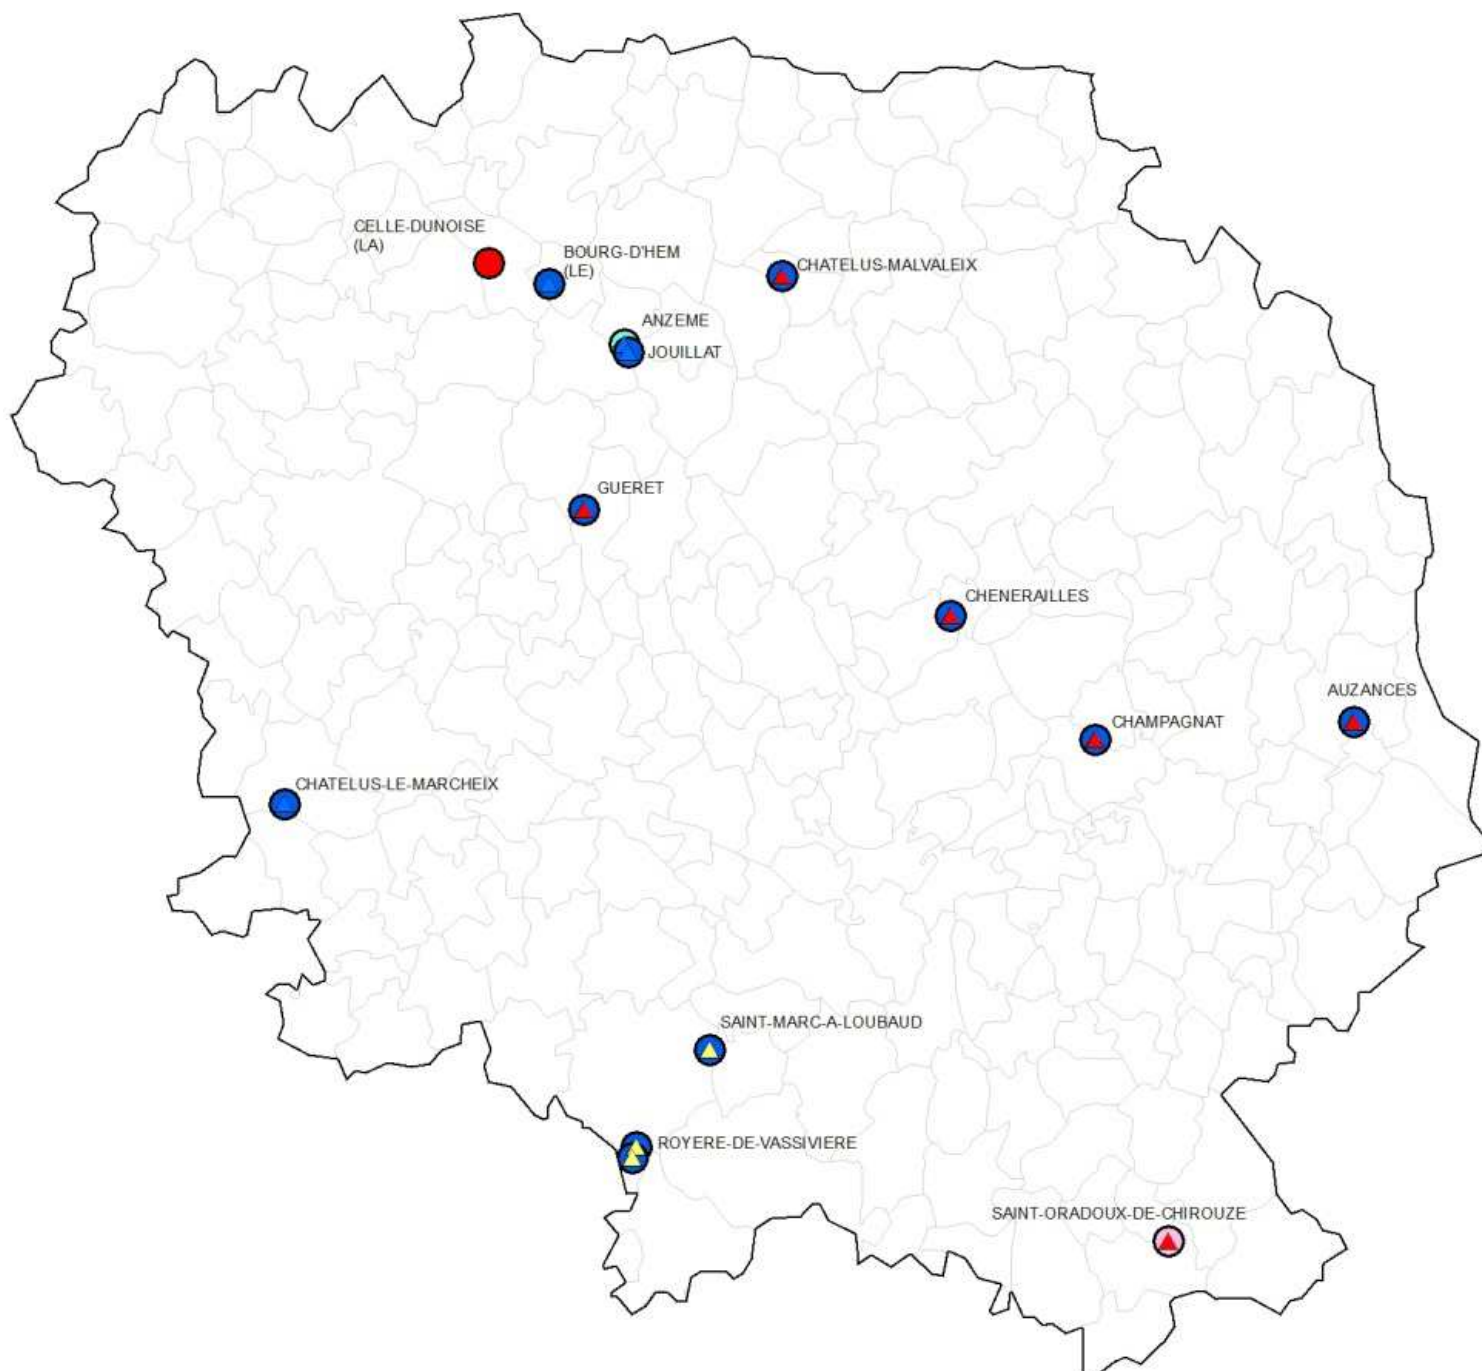 CELLE-DUNOISE
(LA)
BOURG-D'HEM
(LE)
CHATELUS-MALVALEIX
ANZEME
JOUILLAT
GUERET
CHENERAILLES
AUZANCES
CHAMPAGNAT
CHATELUS-LE-MARCHEIX
SAINT-MARC-A-LOUBAUD
ROYERE-DE-VASSIVIERE
SAINT-ORADOUX-DE-CHIROUZE